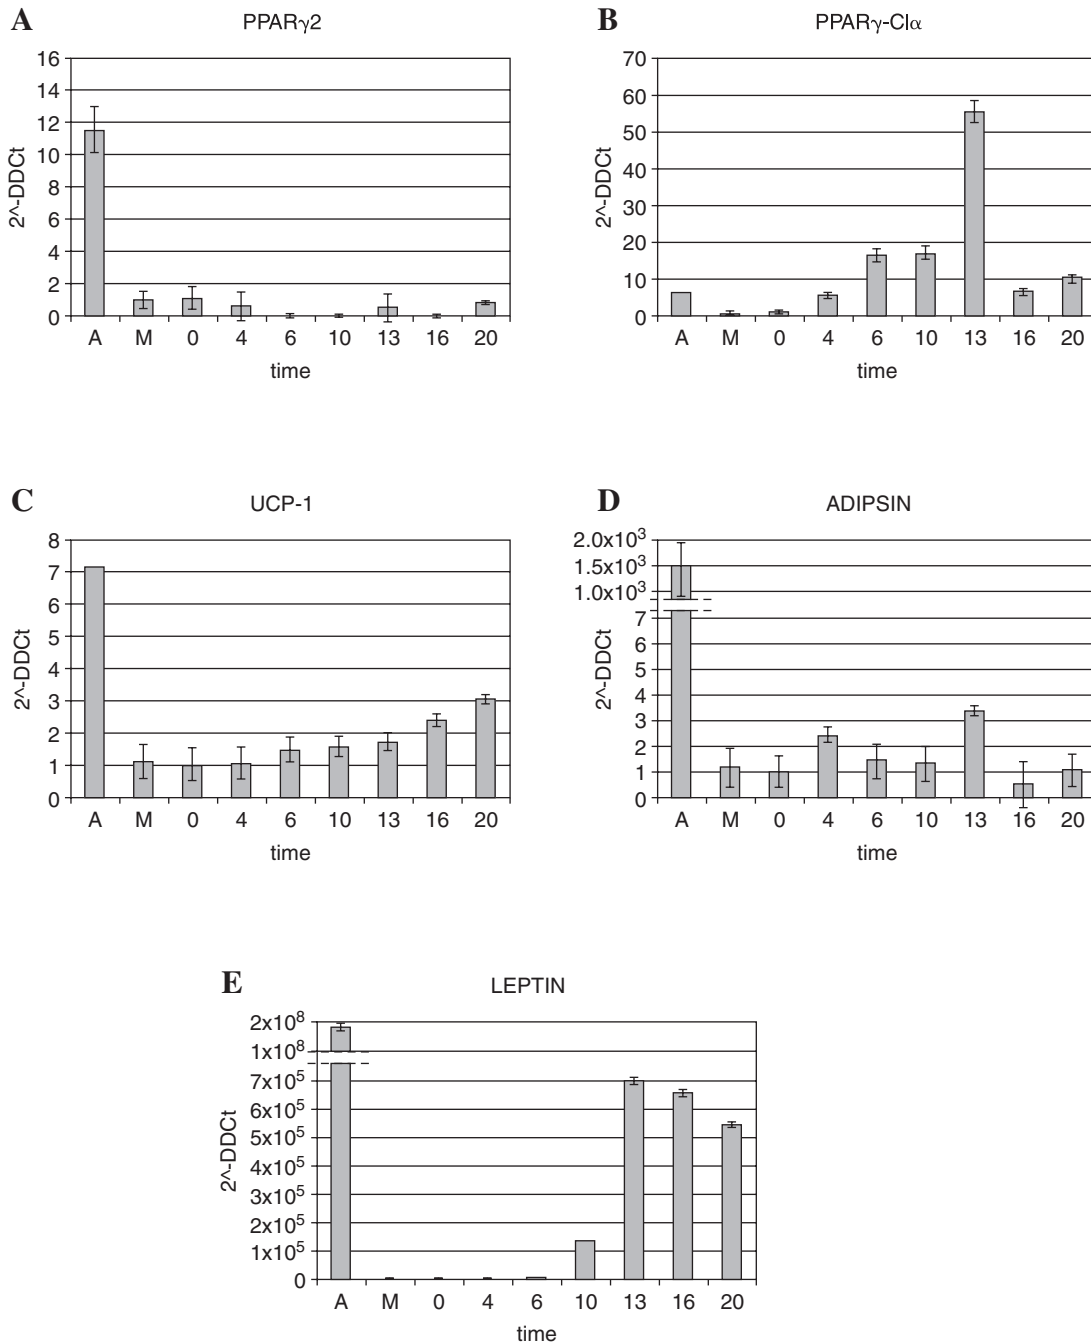 A PPARγ2
16
14
12
10
8
6
4
2
0
2^-DDCt
A M 0 4 6 10 13 16 20
time
B PPARγ-Clα
70
60
50
40
30
20
10
0
2^-DDCt
A M 0 4 6 10 13 16 20
time
C UCP-1
8
7
6
5
4
3
2
1
0
2^-DDCt
A M 0 4 6 10 13 16 20
time
D ADIPSIN
2.0x10³
1.5x10³
1.0x10³
7
6
5
4
3
2
1
0
2^-DDCt
A M 0 4 6 10 13 16 20
time
E LEPTIN
2x10⁸
1x10⁸
7x10⁵
6x10⁵
5x10⁵
4x10⁵
3x10⁵
2x10⁵
1x10⁵
0
2^-DDCt
A M 0 4 6 10 13 16 20
time